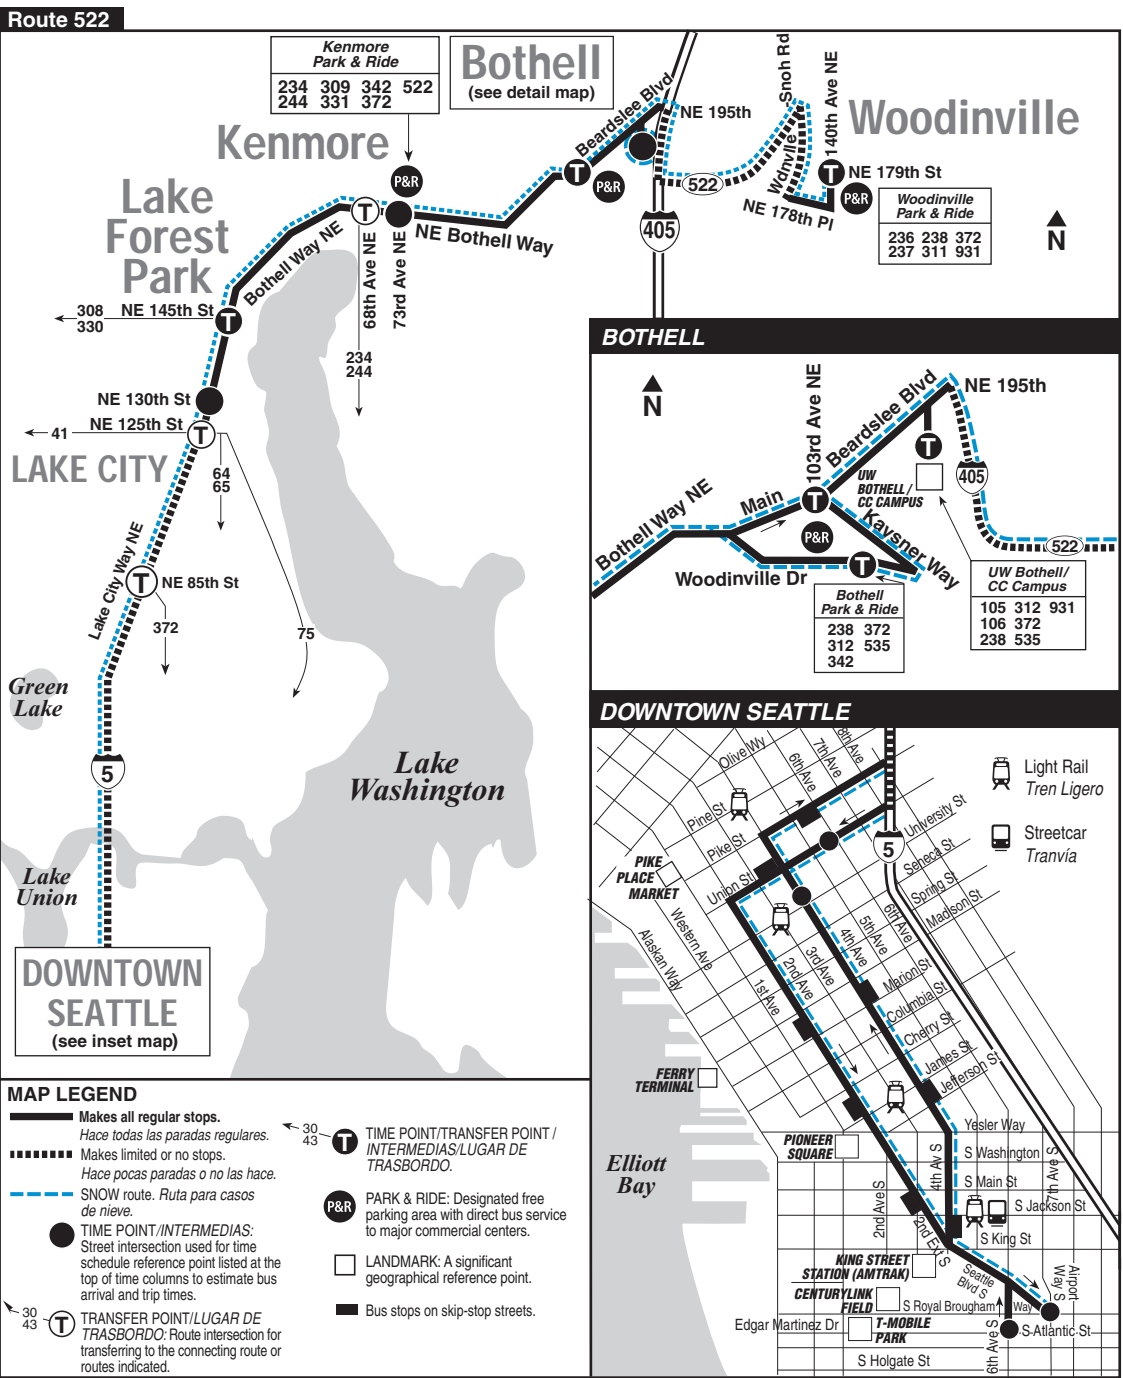 Route 522
Kenmore
Park & Ride
234 309 342 522
244 331 372
Bothell
(see detail map)
Kenmore
P&R
Lake
Forest
Park
Beardslee Blvd
NE 195th
Wdnvlle-Snoh Rd
140th Ave NE
Woodinville
T
P&R
522
405
T
NE 179th St
P&R
NE 178th Pl
Woodinville
Park & Ride
236 238 372
237 311 931
N
T
NE Bothell Way
Bothell Way NE
68th Ave NE
73rd Ave NE
234
244
308
330
NE 145th St
T
NE 130th St
NE 125th St
41
T
LAKE CITY
64
65
Lake City Way NE
T
NE 85th St
372
75
Green
Lake
5
Lake
Washington
Lake
Union
DOWNTOWN
SEATTLE
(see inset map)
BOTHELL
N
103rd Ave NE
Beardslee Blvd
NE 195th
T
UW
BOTHELL/
CC CAMPUS
405
Bothell Way NE
Main
T
P&R
Kaysner Way
522
Woodinville Dr
T
Bothell
Park & Ride
238 372
312 535
342
UW Bothell/
CC Campus
105 312 931
106 372
238 535
DOWNTOWN SEATTLE
Olive Wy
6th Ave
7th Ave
8th Ave
Light Rail
Tren Ligero
Streetcar
Tranvía
Pine St
Pike St
University St
5
Seneca St
Spring St
Madison St
PIKE
PLACE
MARKET
Union St
Western Ave
Alaskan Way
6th Ave
5th Ave
4th Ave
3rd Ave
2nd Ave
1st Ave
Marion St
Columbia St
Cherry St
James St
Jefferson St
FERRY
TERMINAL
Yesler Way
PIONEER
SQUARE
S Washington
4th Av S
S Main St
7th Ave S
S Jackson St
Elliott
Bay
2nd Ave S
2nd Ext S
S King St
KING STREET
STATION (AMTRAK)
Seattle
Blvd S
Airport
Way S
CENTURYLINK
FIELD
S Royal Brougham Way
Edgar Martinez Dr
T-MOBILE
PARK
6th Ave S
S Atlantic St
S Holgate St
MAP LEGEND
Makes all regular stops.
Hace todas las paradas regulares.
Makes limited or no stops.
Hace pocas paradas o no las hace.
SNOW route. Ruta para casos
de nieve.
TIME POINT/INTERMEDIAS:
Street intersection used for time
schedule reference point listed at the
top of time columns to estimate bus
arrival and trip times.
30
43
T
TRANSFER POINT/LUGAR DE
TRASBORDO: Route intersection for
transferring to the connecting route or
routes indicated.
30
43
T
TIME POINT/TRANSFER POINT /
INTERMEDIAS/LUGAR DE
TRASBORDO.
P&R
PARK & RIDE: Designated free
parking area with direct bus service
to major commercial centers.
LANDMARK: A significant
geographical reference point.
Bus stops on skip-stop streets.